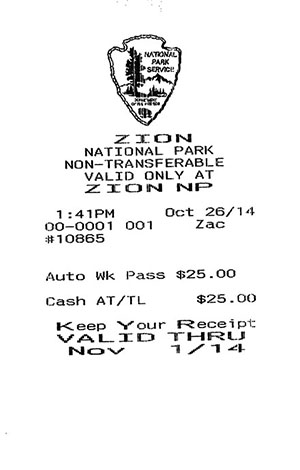 NATIONAL
PARK
SERVICE
ZION
NATIONAL PARK
NON-TRANSFERABLE
VALID ONLY AT
ZION NP
1:41PM Oct 26/14
00-0001 001 Zac
#10865
Auto Wk Pass $25.00
Cash AT/TL $25.00
Keep Your Receipt
VALID THRU
Nov 1/14